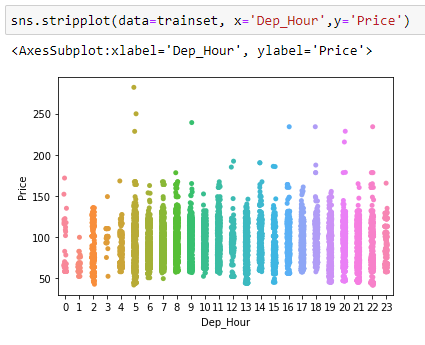 sns.stripplot(data=trainset, x='Dep_Hour',y='Price')
<AxesSubplot:xlabel='Dep_Hour', ylabel='Price'>
250
200
150
100
50
Price
0 1 2 3 4 5 6 7 8 9 10 11 12 13 14 15 16 17 18 19 20 21 22 23
Dep_Hour